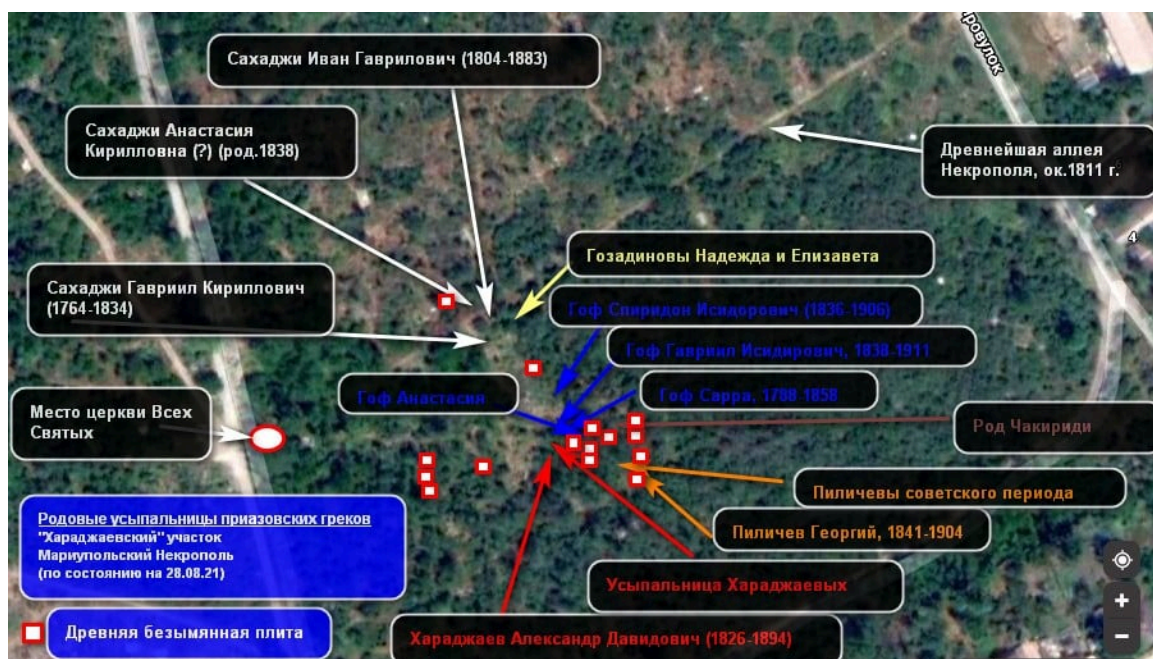 Сахаджи Иван Гаврилович (1804-1883)
ровулок
Сахаджи Анастасия
Кирилловна (?) (род.1838)
Древнейшая аллея
Некрополя, ок.1811 г.
4
Гозадиновы Надежда и Елизавета
Сахаджи Гавриил Кириллович
(1764-1834)
Гоф Спиридон Исидорович (1836-1906)
Гоф Гавриил Исидирович, 1838-1911
Гоф Анастасия
Гоф Сарра, 1788-1858
Место церкви Всех
Святых
Род Чакириди
Пиличевы советского периода
Родовые усыпальницы приазовских греков
"Хараджаевский" участок
Мариупольский Некрополь
(по состоянию на 28.08.21)
Пиличев Георгий, 1841-1904
Усыпальница Хараджаевых
Древняя безымянная плита
Хараджаев Александр Давидович (1826-1894)